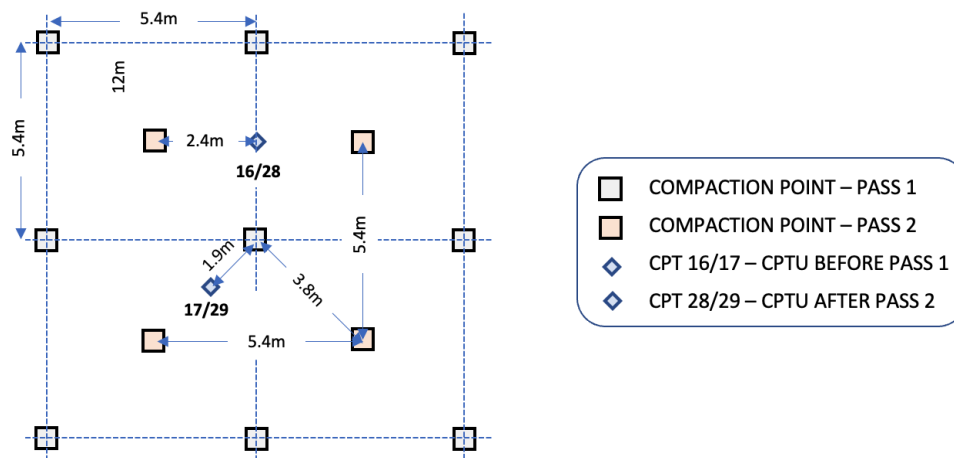 5.4m
12m
5.4m
2.4m
16/28
5.4m
1.9m
3.8m
17/29
5.4m
COMPACTION POINT – PASS 1
COMPACTION POINT – PASS 2
CPT 16/17 – CPTU BEFORE PASS 1
CPT 28/29 – CPTU AFTER PASS 2